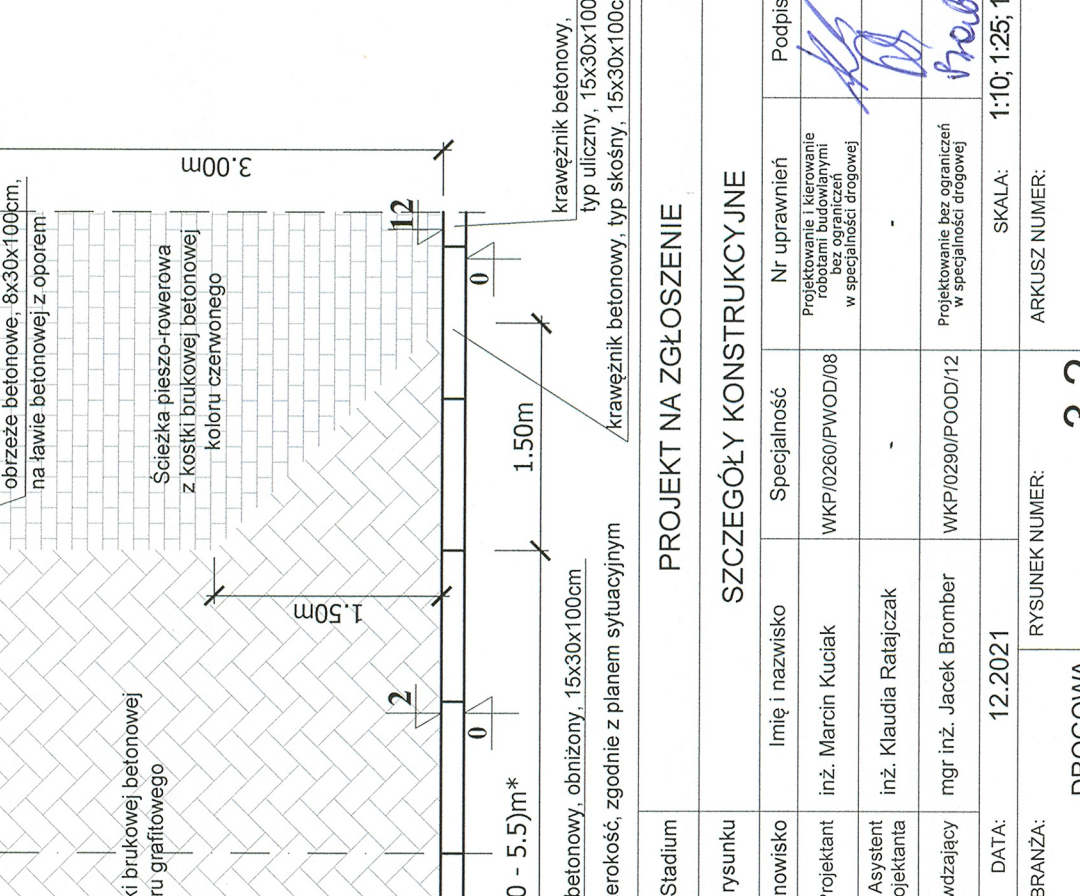 obrzeże betonowe, 8x30x100cm,
na ławie betonowej z oporem
3.00m
Ścieżka pieszo-rowerowa
z kostki brukowej betonowej
koloru czerwonego
12
0
krawężnik betonowy,
typ uliczny, 15x30x100
krawężnik betonowy, typ skośny, 15x30x100c
1.50m
1.50m
2
0
ki brukowej betonowej
ru grafitowego
0 - 5.5)m*
betonowy, obniżony, 15x30x100cm
erokość, zgodnie z planem sytuacyjnym
Stadium
PROJEKT NA ZGŁOSZENIE
rysunku
SZCZEGÓŁY KONSTRUKCYJNE
nowisko
Imię i nazwisko
Specjalność
Nr uprawnień
Podpis
rojektant
inż. Marcin Kuciak
WKP/0260/PWOD/08
Projektowanie i kierowanie
robotami budowlanymi
bez ograniczeń
w specjalności drogowej
Asystent
ojektanta
inż. Klaudia Ratajczak
-
-
wdzający
mgr inż. Jacek Bromber
WKP/0290/POOD/12
Projektowanie bez ograniczeń
w specjalności drogowej
DATA:
12.2021
SKALA:
1:10; 1:25; 1
BRANŻA:
RYSUNEK NUMER:
ARKUSZ NUMER:
DROGOWA